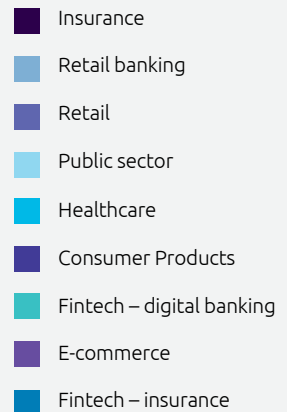 Insurance
Retail banking
Retail
Public sector
Healthcare
Consumer Products
Fintech – digital banking
E-commerce
Fintech – insurance